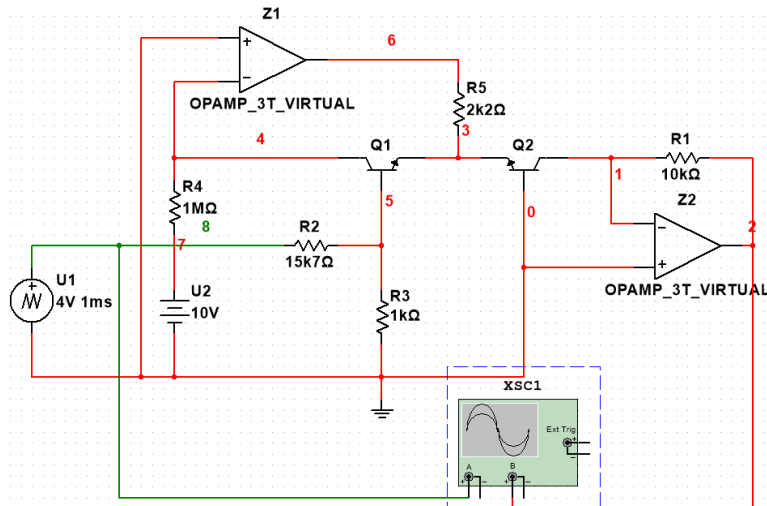 Z1
6
+
−
OPAMP_3T_VIRTUAL
R5
2k2Ω
3
4
Q1
Q2
R1
10kΩ
1
Z2
R4
1MΩ
8
5
0
2
7
R2
15k7Ω
−
+
OPAMP_3T_VIRTUAL
U1
4V 1ms
+
U2
10V
R3
1kΩ
XSC1
Ext Trig
+
−
A
B
+ −
+ −